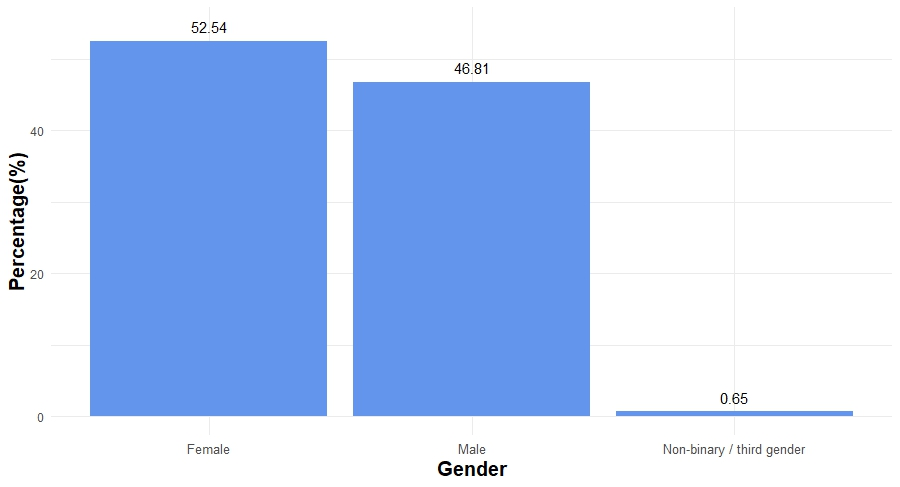 52.54
46.81
0.65
40
20
0
Percentage(%)
Female
Male
Non-binary / third gender
Gender